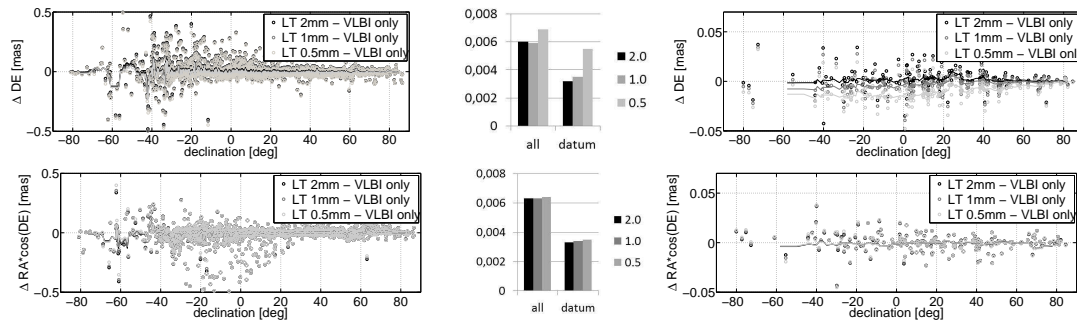 LT 2mm − VLBI only
LT 1mm − VLBI only
LT 0.5mm − VLBI only
Δ DE [mas]
0.5
0
−0.5
−80 −60 −40 −20 0 20 40 60 80
declination [deg]
0,008
0,006
0,004
0,002
0
all datum
2.0
1.0
0.5
LT 2mm − VLBI only
LT 1mm − VLBI only
LT 0.5mm − VLBI only
Δ DE [mas]
0.05
0
−0.05
−80 −60 −40 −20 0 20 40 60 80
declination [deg]
LT 2mm − VLBI only
LT 1mm − VLBI only
LT 0.5mm − VLBI only
Δ RA*cos(DE) [mas]
0.5
0
−0.5
−80 −60 −40 −20 0 20 40 60 80
declination [deg]
0,008
0,006
0,004
0,002
0,000
all datum
2.0
1.0
0.5
LT 2mm − VLBI only
LT 1mm − VLBI only
LT 0.5mm − VLBI only
Δ RA*cos(DE) [mas]
0.05
0
−0.05
−80 −60 −40 −20 0 20 40 60 80
declination [deg]